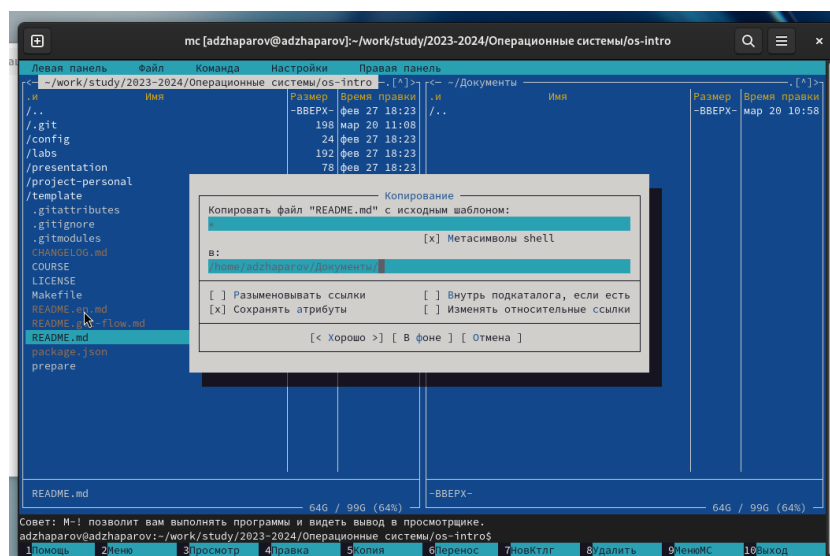 mc [adzhaparov@adzhaparov]:~/work/study/2023-2024/Операционные системы/os-intro
Левая панель Файл Команда Настройки Правая панель
~/work/study/2023-2024/Операционные системы/os-intro .[^]>
.и Имя Размер Время правки
/.. -ВВЕРХ- фев 27 18:23
/.git 198 мар 20 11:08
/config 24 фев 27 18:23
/labs 192 фев 27 18:23
/presentation 78 фев 27 18:23
/project-personal
/template
.gitattributes
.gitignore
.gitmodules
CHANGELOG.md
COURSE
LICENSE
Makefile
README.en.md
README.git-flow.md
README.md
package.json
prepare
README.md
64G / 99G (64%)
<- ~/Документы .[^]>
.и Имя Размер Время правки
/.. -ВВЕРХ- мар 20 10:58
-ВВЕРХ-
64G / 99G (64%)
Копирование
Копировать файл "README.md" с исходным шаблоном:
*
[x] Метасимволы shell
в:
/home/adzhaparov/Документы/
[ ] Разыменовывать ссылки [ ] Внутрь подкаталога, если есть
[x] Сохранять атрибуты [ ] Изменять относительные ссылки
[< Хорошо >] [ В фоне ] [ Отмена ]
Совет: M-! позволит вам выполнять программы и видеть вывод в просмотрщике.
adzhaparov@adzhaparov:~/work/study/2023-2024/Операционные системы/os-intro$
1Помощь 2Меню 3Просмотр 4Правка 5Копия 6Перенос 7НовКтлг 8Удалить 9МенюМС 10Выход